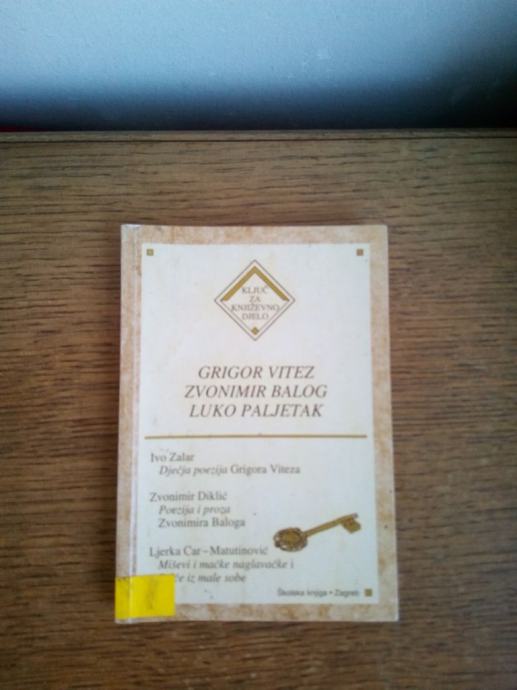 KLJUČ
ZA
KNJIŽEVNO
DJELO
GRIGOR VITEZ
ZVONIMIR BALOG
LUKO PALJETAK
Ivo Zalar
Dječja poezija Grigora Viteza
Zvonimir Diklić
Poezija i proza
Zvonimira Baloga
Ljerka Car-Matutinović
Miševi i mačke naglavačke i
iz male sobe
Školska knjiga • Zagreb